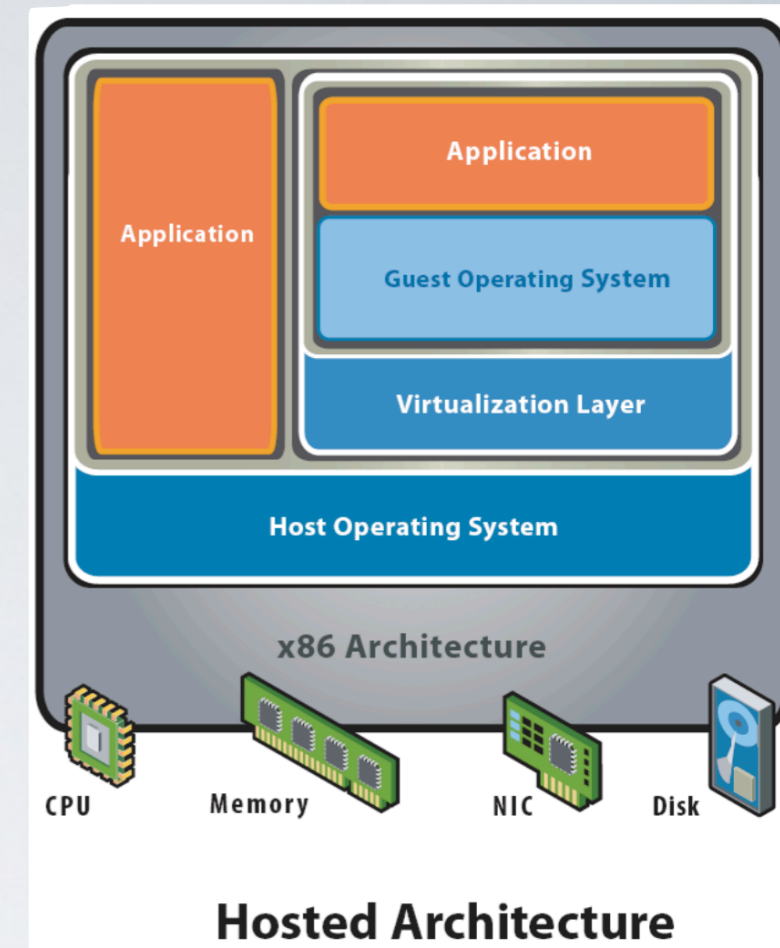 Application
Application
Guest Operating System
Virtualization Layer
Host Operating System
x86 Architecture
CPU
Memory
NIC
Disk
Hosted Architecture